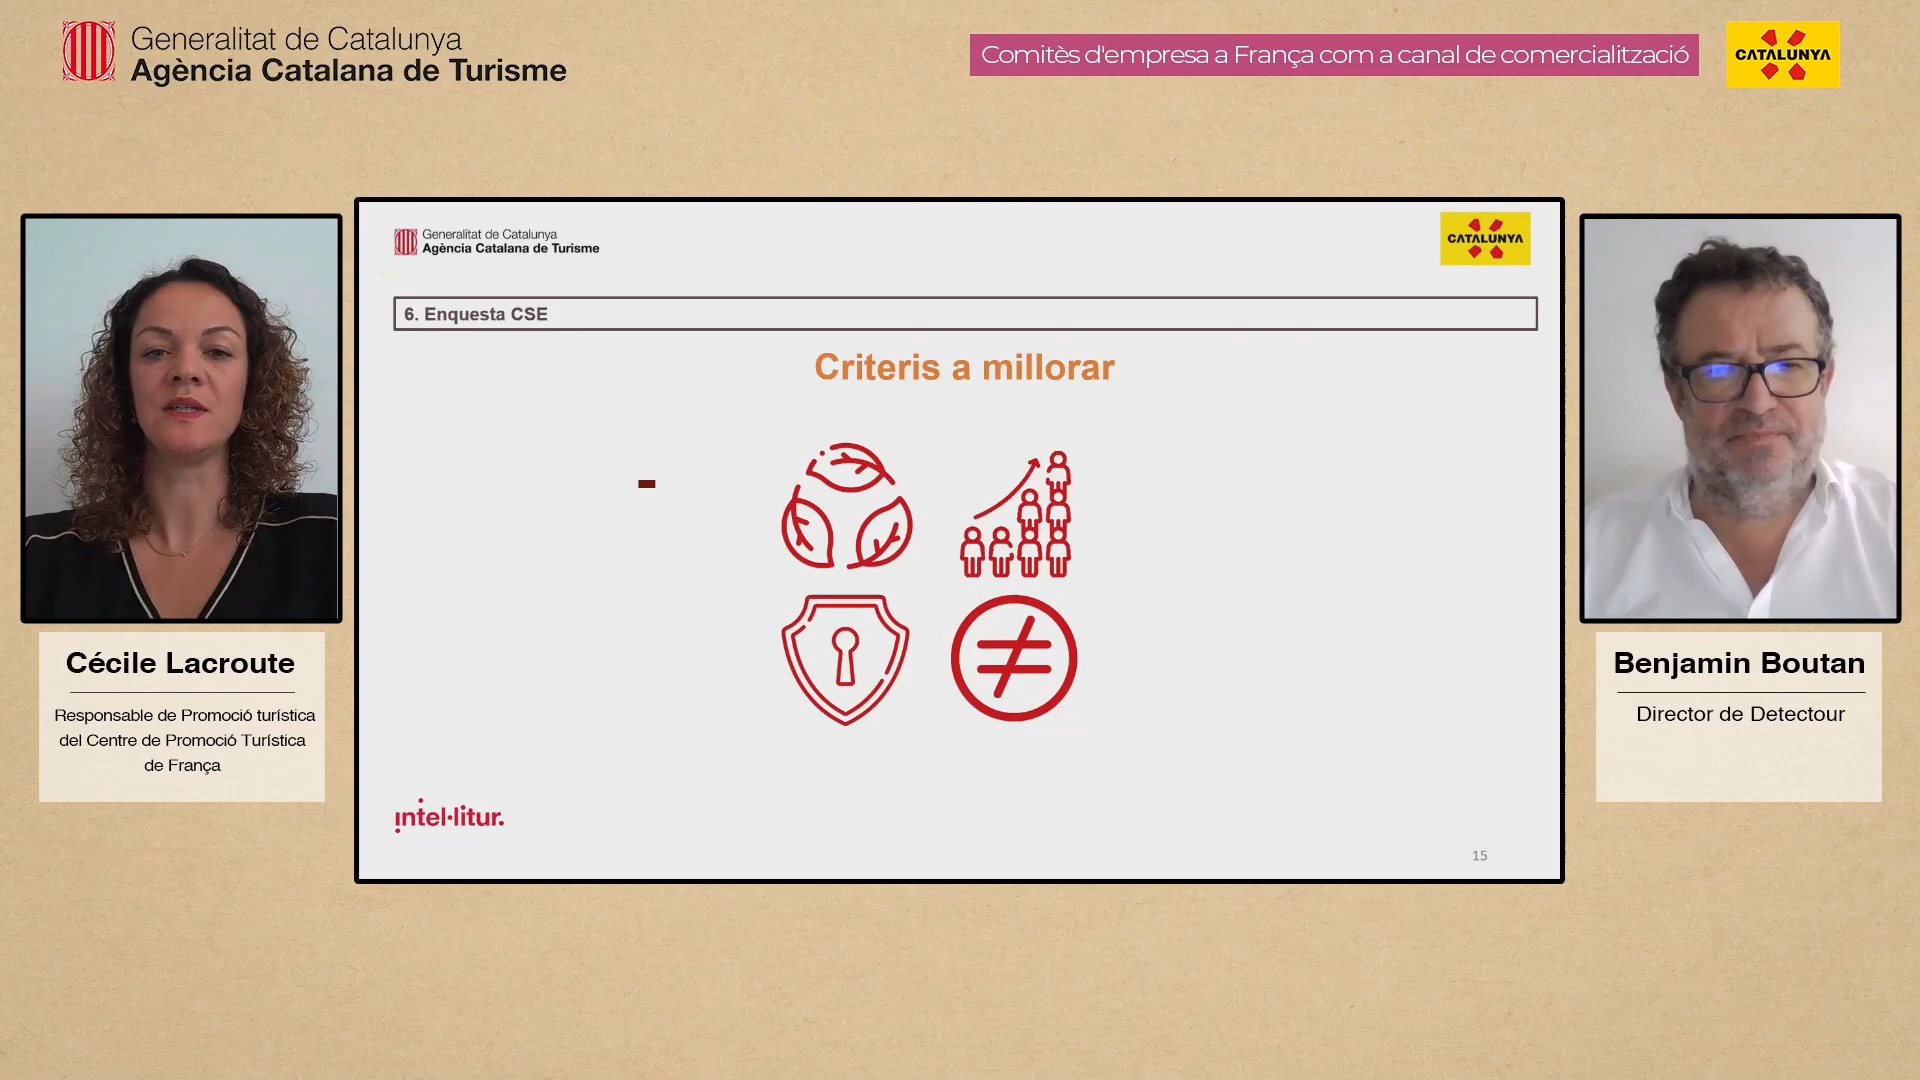 Generalitat de Catalunya
Agència Catalana de Turisme
Comitès d'empresa a França com a canal de comercialització
CATALUNYA
Generalitat de Catalunya
Agència Catalana de Turisme
CATALUNYA
6. Enquesta CSE
Criteris a millorar
-
intel·litur.
15
Cécile Lacroute
Responsable de Promoció turística
del Centre de Promoció Turística
de França
Benjamin Boutan
Director de Detectour